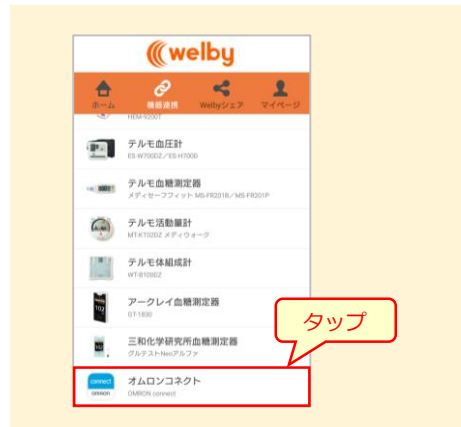 welby
ホーム 機器連携 Welbyシェア マイページ
HEM-9200T
テルモ血圧計
ES-W700DZ／ES-H700D
テルモ血糖測定器
メディセーフフィット MS-FR201B／MS-FR201P
テルモ活動量計
MT-KT02DZ メディウォーク
テルモ体組成計
WT-B100DZ
アークレイ血糖測定器
GT-1830
タップ
三和化学研究所血糖測定器
グルテストNeoアルファ
connect
omron
オムロンコネクト
OMRON connect